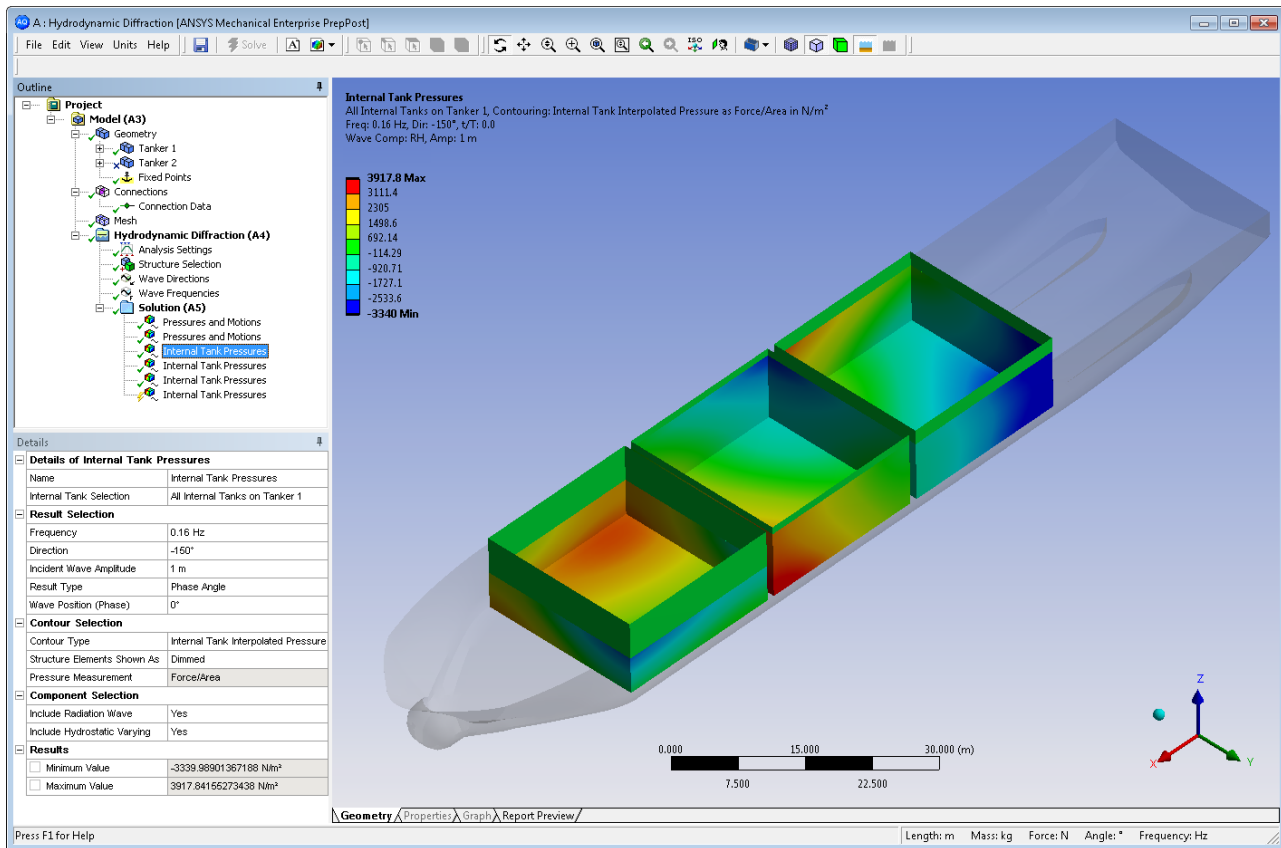 A : Hydrodynamic Diffraction [ANSYS Mechanical Enterprise PrepPost]
File Edit View Units Help Solve A ISO
Outline
Project
Model (A3)
Geometry
Tanker 1
Tanker 2
Fixed Points
Connections
Connection Data
Mesh
Hydrodynamic Diffraction (A4)
Analysis Settings
Structure Selection
Wave Directions
Wave Frequencies
Solution (A5)
Pressures and Motions
Pressures and Motions
Internal Tank Pressures
Internal Tank Pressures
Internal Tank Pressures
Internal Tank Pressures
Details
Details of Internal Tank Pressures
Name Internal Tank Pressures
Internal Tank Selection All Internal Tanks on Tanker 1
Result Selection
Frequency 0.16 Hz
Direction -150°
Incident Wave Amplitude 1 m
Result Type Phase Angle
Wave Position (Phase) 0°
Contour Selection
Contour Type Internal Tank Interpolated Pressure
Structure Elements Shown As Dimmed
Pressure Measurement Force/Area
Component Selection
Include Radiation Wave Yes
Include Hydrostatic Varying Yes
Results
Minimum Value -3339.98901367188 N/m²
Maximum Value 3917.84155273438 N/m²
Internal Tank Pressures
All Internal Tanks on Tanker 1, Contouring: Internal Tank Interpolated Pressure as Force/Area in N/m²
Freq: 0.16 Hz, Dir: -150°, t/T: 0.0
Wave Comp: RH, Amp: 1 m
3917.8 Max
3111.4
2305
1498.6
692.14
-114.29
-920.71
-1727.1
-2533.6
-3340 Min
0.000 15.000 30.000 (m)
7.500 22.500
Z
X Y
Geometry Properties Graph Report Preview
Press F1 for Help Length: m Mass: kg Force: N Angle: ° Frequency: Hz